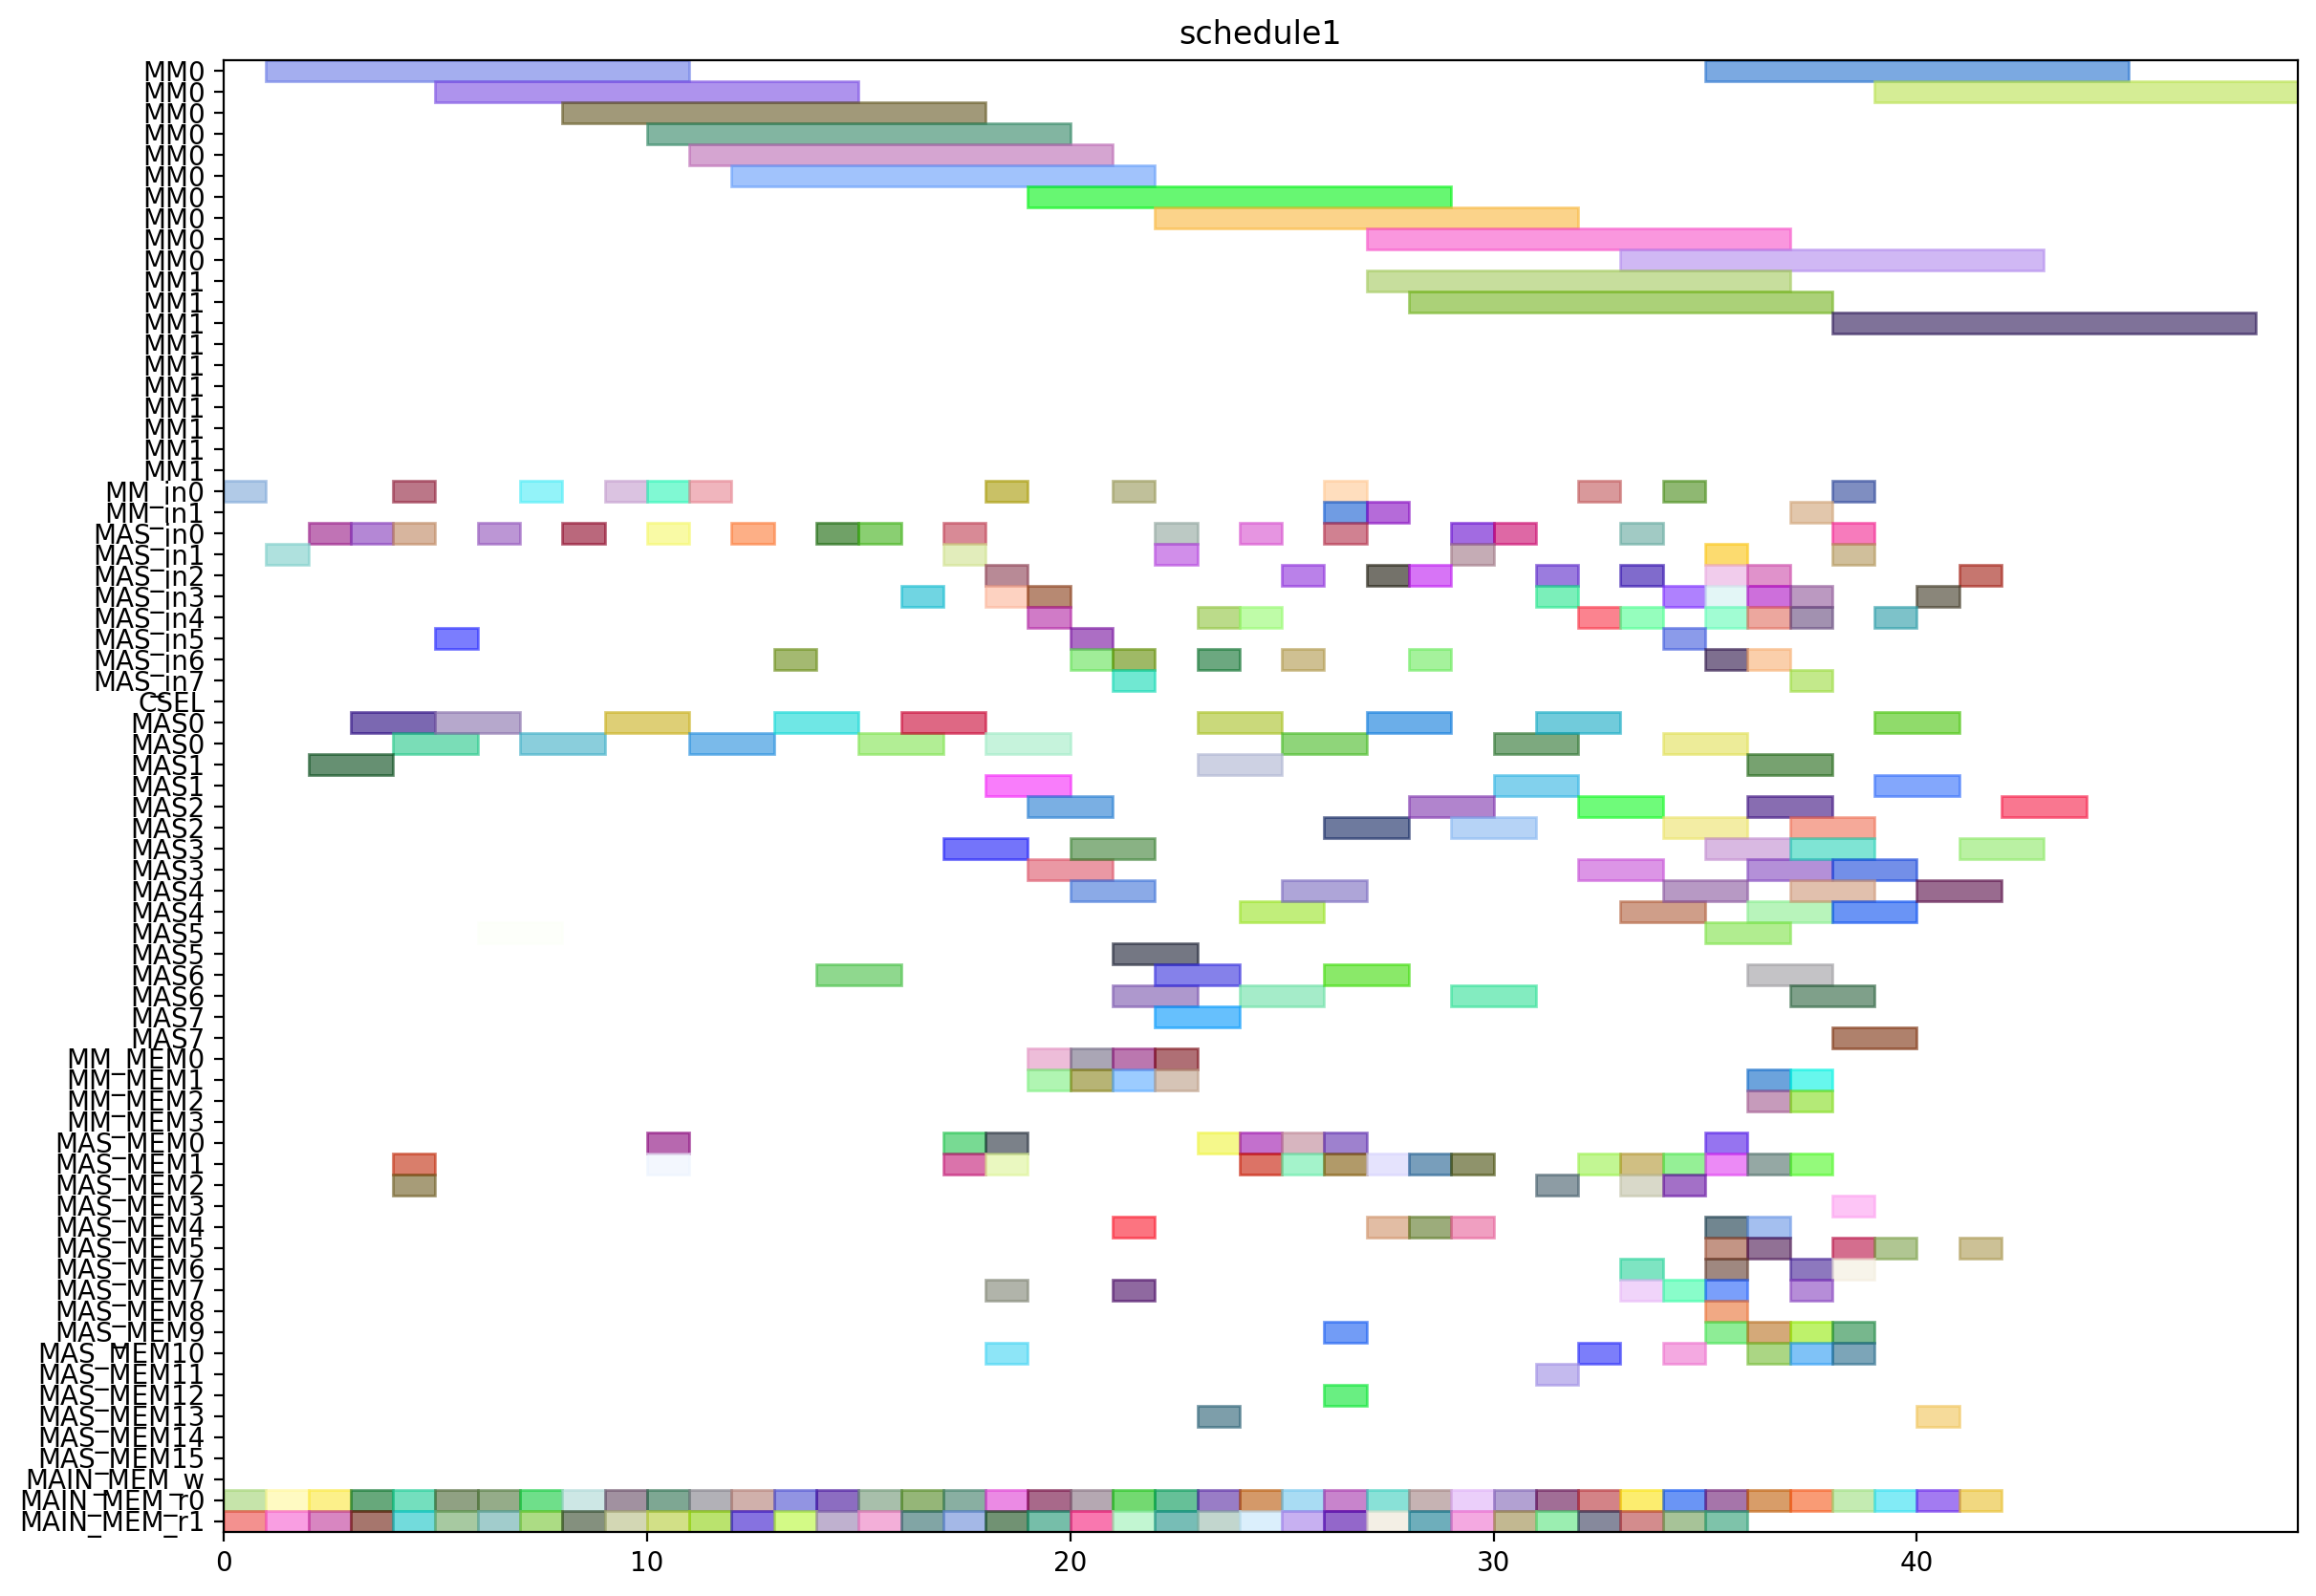 schedule1
MM0
MM0
MM0
MM0
MM0
MM0
MM0
MM0
MM0
MM0
MM1
MM1
MM1
MM1
MM1
MM1
MM1
MM1
MM1
MM1
MM_in0
MM_in1
MAS_in0
MAS_in1
MAS_in2
MAS_in3
MAS_in4
MAS_in5
MAS_in6
MAS_in7
CSEL
MAS0
MAS0
MAS1
MAS1
MAS2
MAS2
MAS3
MAS3
MAS4
MAS4
MAS5
MAS5
MAS6
MAS6
MAS7
MAS7
MM_MEM0
MM_MEM1
MM_MEM2
MM_MEM3
MAS_MEM0
MAS_MEM1
MAS_MEM2
MAS_MEM3
MAS_MEM4
MAS_MEM5
MAS_MEM6
MAS_MEM7
MAS_MEM8
MAS_MEM9
MAS_MEM10
MAS_MEM11
MAS_MEM12
MAS_MEM13
MAS_MEM14
MAS_MEM15
MAIN_MEM_w
MAIN_MEM_r0
MAIN_MEM_r1
0 10 20 30 40